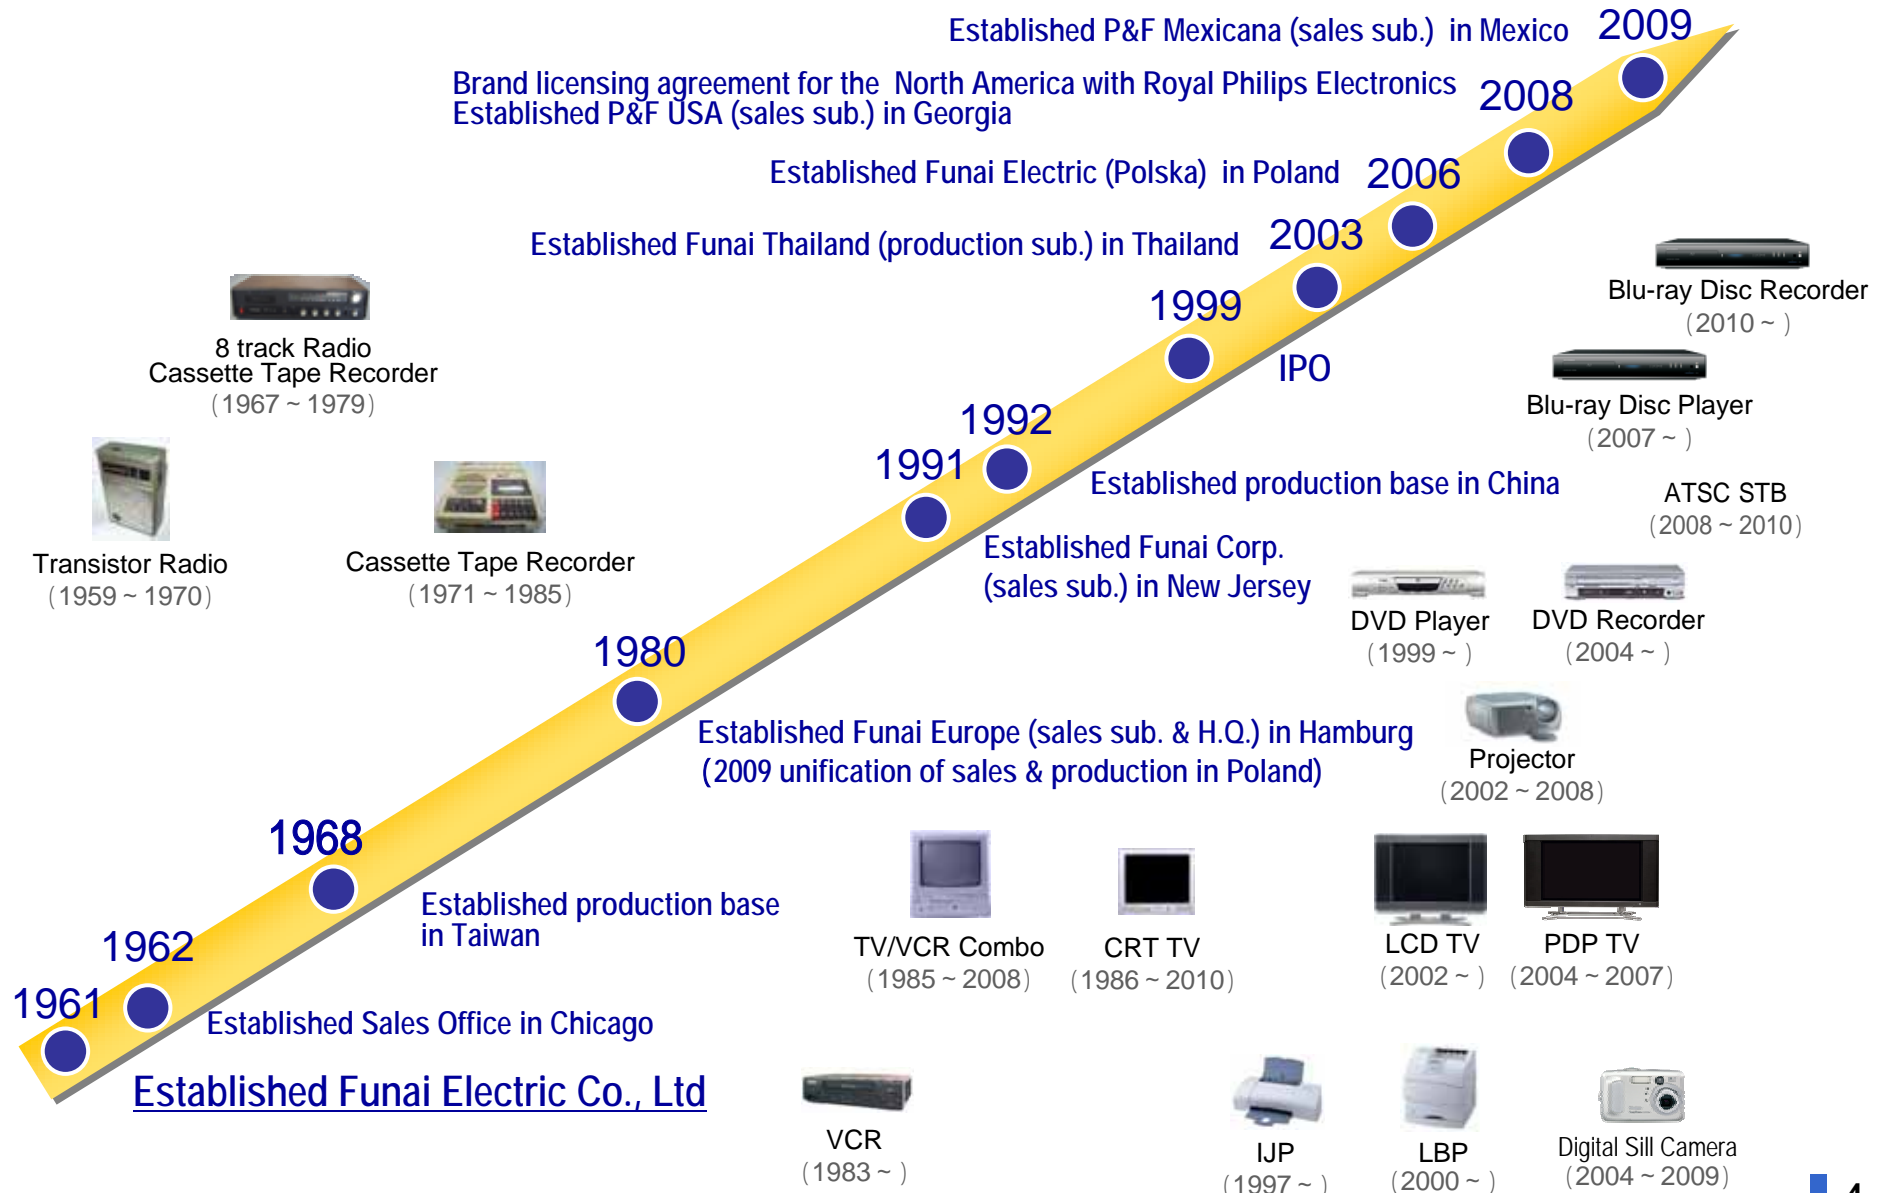 Established P&F Mexicana (sales sub.) in Mexico
2009
Brand licensing agreement for the North America with Royal Philips Electronics
Established P&F USA (sales sub.) in Georgia
2008
Established Funai Electric (Polska) in Poland
2006
Established Funai Thailand (production sub.) in Thailand
2003
1999
IPO
1992
Established production base in China
1991
Established Funai Corp.
(sales sub.) in New Jersey
1980
Established Funai Europe (sales sub. & H.Q.) in Hamburg
(2009 unification of sales & production in Poland)
1968
Established production base
in Taiwan
1962
Established Sales Office in Chicago
1961
Established Funai Electric Co., Ltd
8 track Radio
Cassette Tape Recorder
(1967 ~ 1979)
Transistor Radio
(1959 ~ 1970)
Cassette Tape Recorder
(1971 ~ 1985)
Blu-ray Disc Recorder
(2010 ~ )
Blu-ray Disc Player
(2007 ~ )
ATSC STB
(2008 ~ 2010)
DVD Player
(1999 ~ )
DVD Recorder
(2004 ~ )
Projector
(2002 ~ 2008)
TV/VCR Combo
(1985 ~ 2008)
CRT TV
(1986 ~ 2010)
LCD TV
(2002 ~ )
PDP TV
(2004 ~ 2007)
VCR
(1983 ~ )
IJP
(1997 ~ )
LBP
(2000 ~ )
Digital Sill Camera
(2004 ~ 2009)